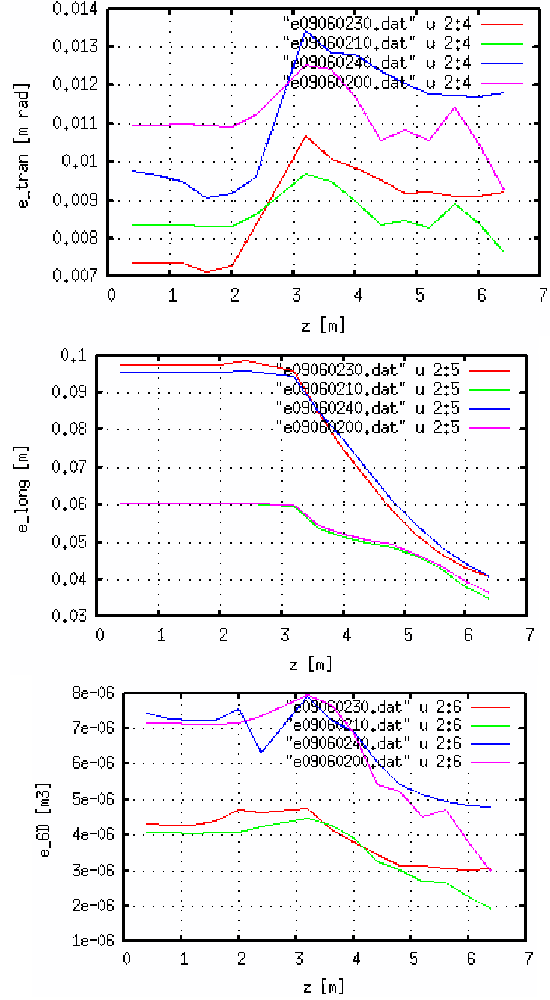 0.014
0.013
0.012
0.011
0.01
0.009
0.008
0.007
e_tran [m rad]
"e09060230.dat" u 2:4
"e09060210.dat" u 2:4
"e09060240.dat" u 2:4
"e09060200.dat" u 2:4
0 1 2 3 4 5 6 7
z [m]
0.1
0.09
0.08
0.07
0.06
0.05
0.04
0.03
e_long [m]
"e09060230.dat" u 2:5
"e09060210.dat" u 2:5
"e09060240.dat" u 2:5
"e09060200.dat" u 2:5
0 1 2 3 4 5 6 7
z [m]
8e-06
7e-06
6e-06
5e-06
4e-06
3e-06
2e-06
1e-06
e_6D [m3]
"e09060230.dat" u 2:6
"e09060210.dat" u 2:6
"e09060240.dat" u 2:6
"e09060200.dat" u 2:6
0 1 2 3 4 5 6 7
z [m]